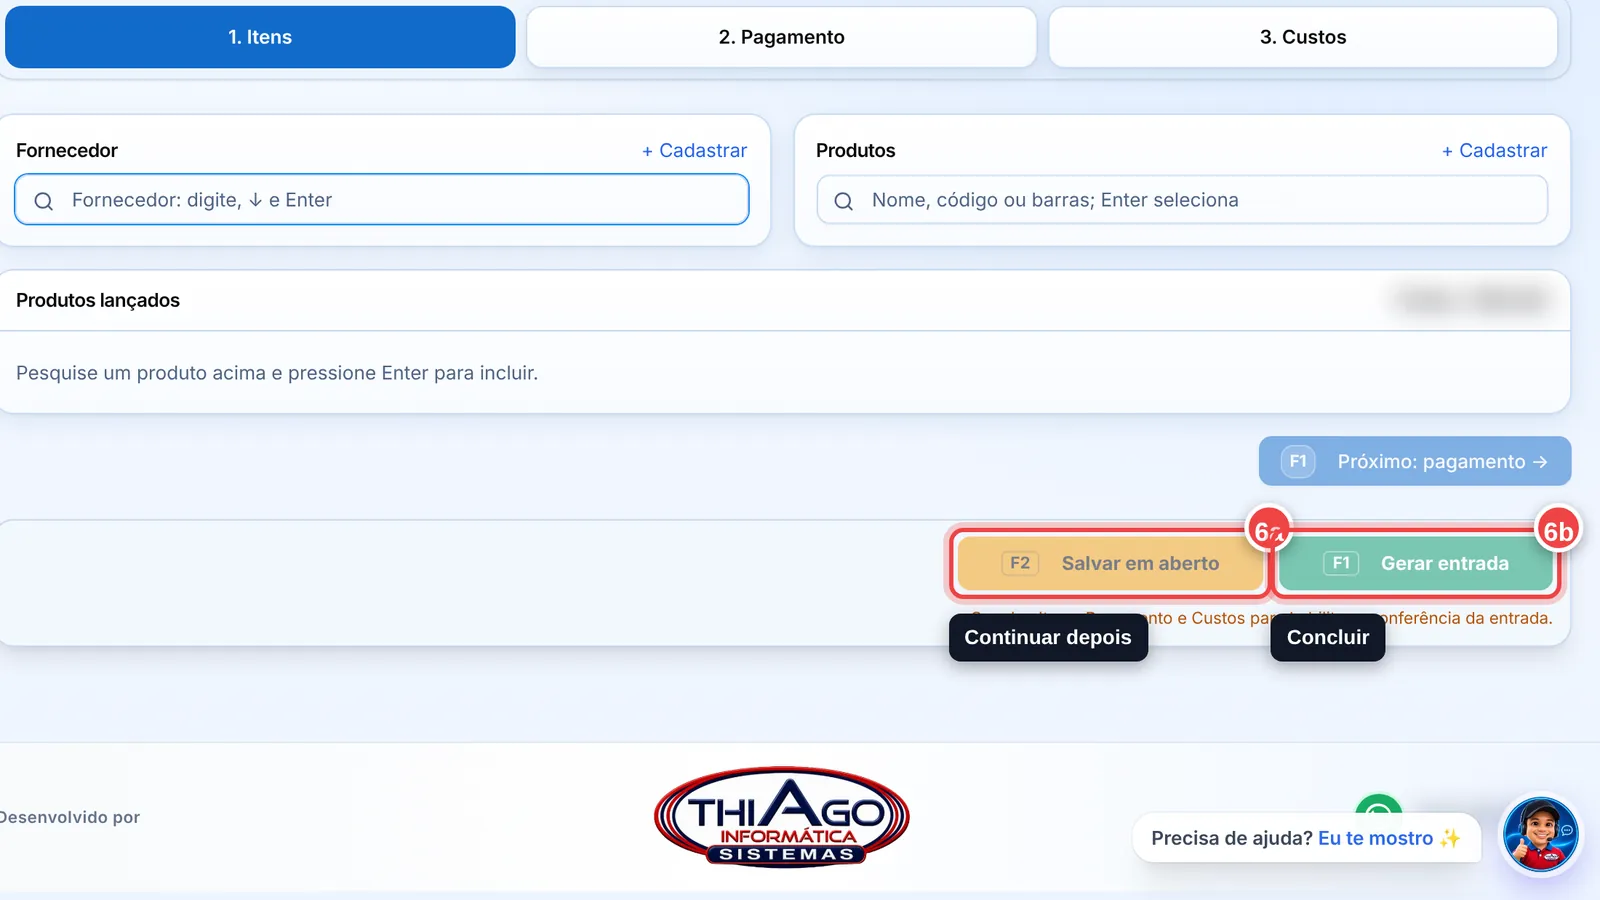 1. Itens
2. Pagamento
3. Custos
Fornecedor
+ Cadastrar
Fornecedor: digite, ↓ e Enter
Produtos
+ Cadastrar
Nome, código ou barras; Enter seleciona
Produtos lançados
Pesquise um produto acima e pressione Enter para incluir.
F1 Próximo: pagamento →
6a
6b
F2 Salvar em aberto
F1 Gerar entrada
e Custos da entrada.
Continuar depois
Concluir
Desenvolvido por
THIAGO
INFORMÁTICA
SISTEMAS
Precisa de ajuda? Eu te mostro ✨